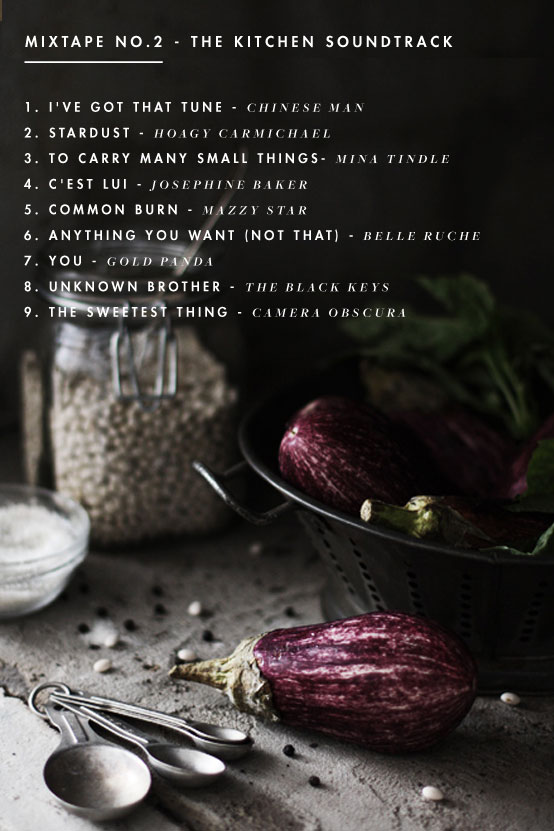 MIXTAPE NO.2 - THE KITCHEN SOUNDTRACK
1. I'VE GOT THAT TUNE - CHINESE MAN
2. STARDUST - HOAGY CARMICHAEL
3. TO CARRY MANY SMALL THINGS- MINA TINDLE
4. C'EST LUI - JOSEPHINE BAKER
5. COMMON BURN - MAZZY STAR
6. ANYTHING YOU WANT (NOT THAT) - BELLE RUCHE
7. YOU - GOLD PANDA
8. UNKNOWN BROTHER - THE BLACK KEYS
9. THE SWEETEST THING - CAMERA OBSCURA